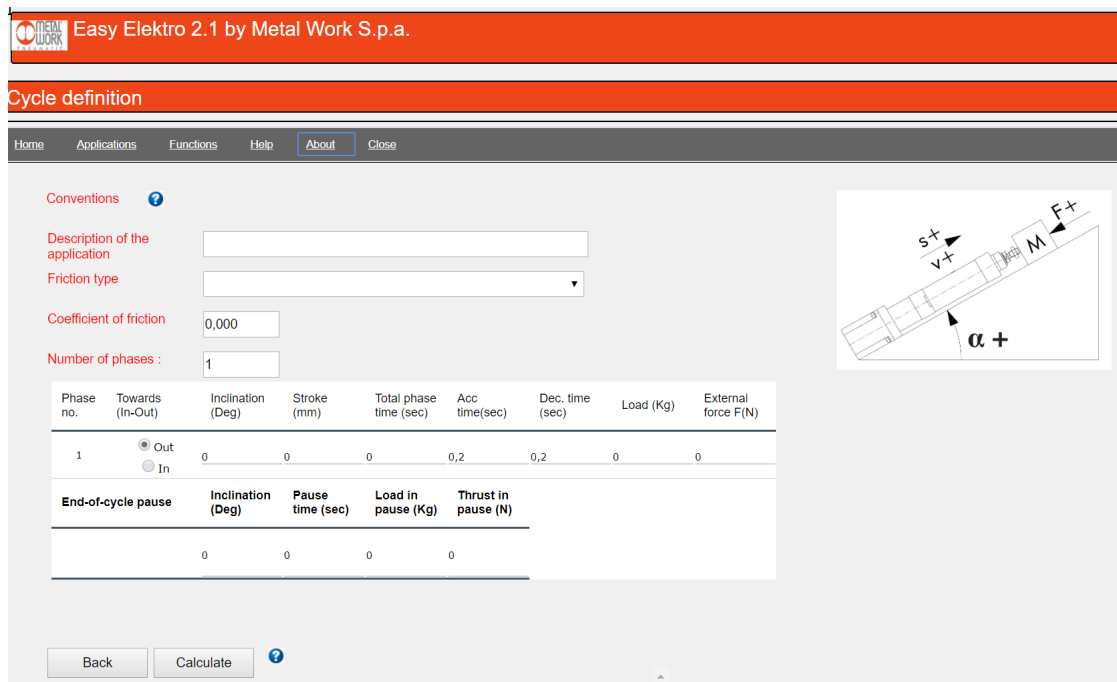 METAL
WORK
PNEUMATIC
Easy Elektro 2.1 by Metal Work S.p.a.
Cycle definition
Home Applications Functions Help About Close
Conventions ?
Description of the
application
Friction type
Coefficient of friction 0,000
Number of phases : 1
s+
v+
M
F+
α +
Phase no. Towards (In-Out) Inclination (Deg) Stroke (mm) Total phase time (sec) Acc time(sec) Dec. time (sec) Load (Kg) External force F(N)
1 Out In 0 0 0 0,2 0,2 0 0
End-of-cycle pause Inclination (Deg) Pause time (sec) Load in pause (Kg) Thrust in pause (N)
0 0 0 0
Back Calculate ?